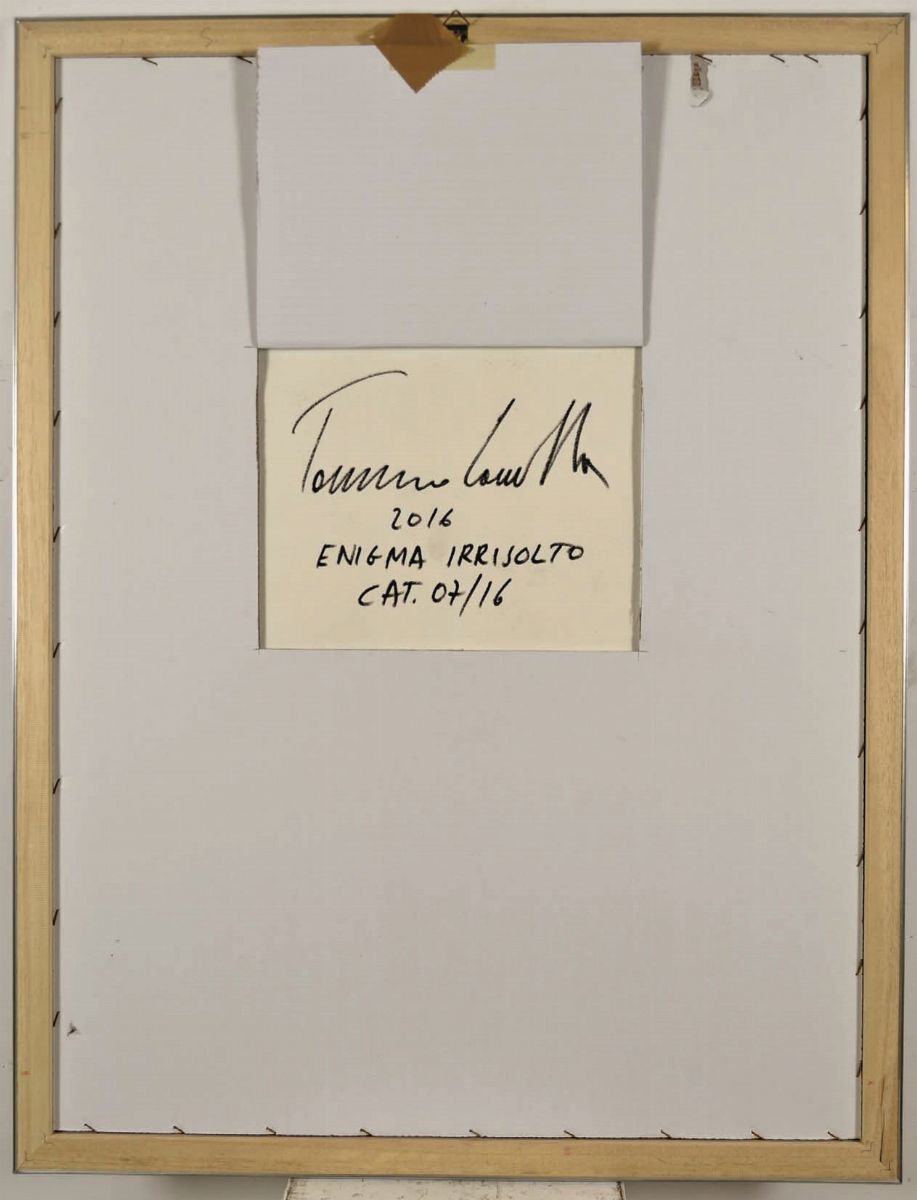 2016
ENIGMA IRRISOLTO
CAT. 07/16